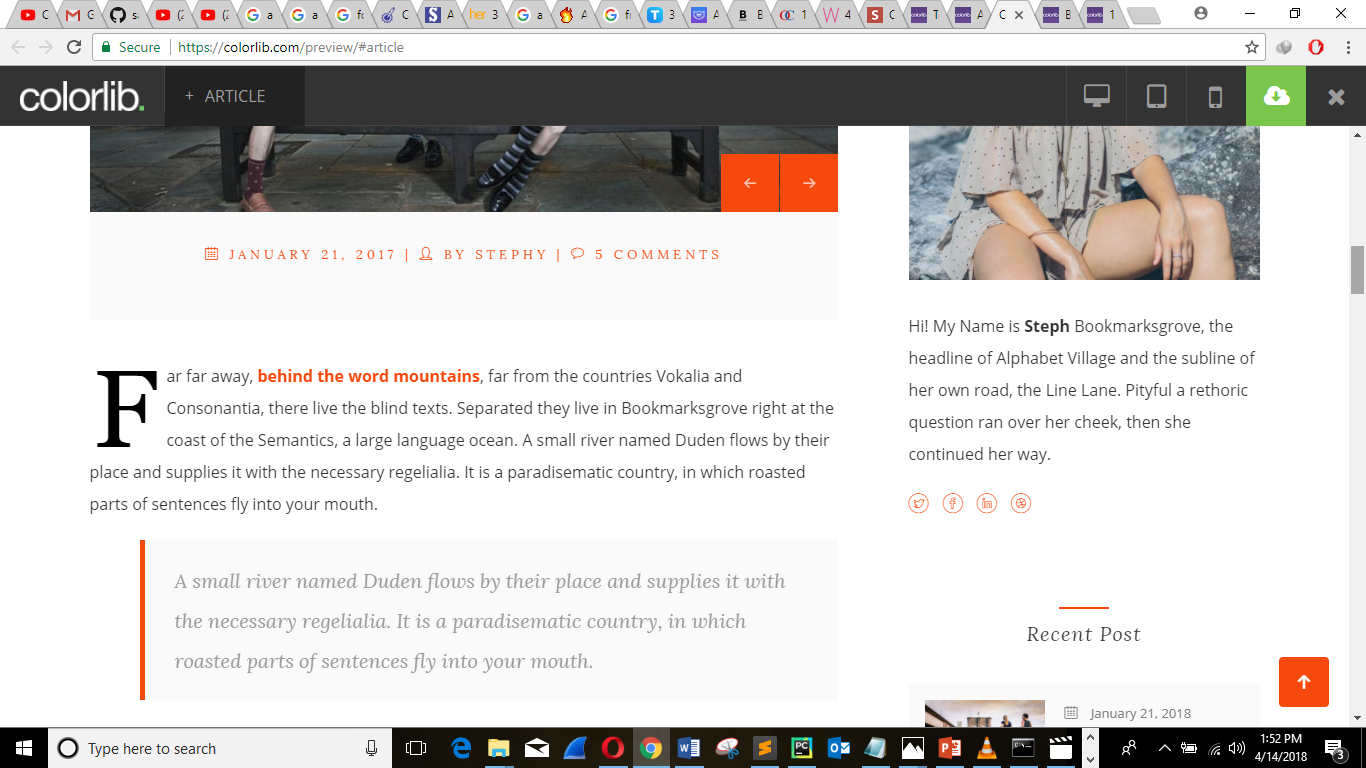 Secure
https://colorlib.com/preview/#article
colorlib.
+ ARTICLE
JANUARY 21, 2017 | BY STEPHY | 5 COMMENTS
Far far away, behind the word mountains, far from the countries Vokalia and
Consonantia, there live the blind texts. Separated they live in Bookmarksgrove right at the
coast of the Semantics, a large language ocean. A small river named Duden flows by their
place and supplies it with the necessary regelialia. It is a paradisematic country, in which roasted
parts of sentences fly into your mouth.
A small river named Duden flows by their place and supplies it with
the necessary regelialia. It is a paradisematic country, in which
roasted parts of sentences fly into your mouth.
Hi! My Name is Steph Bookmarksgrove, the
headline of Alphabet Village and the subline of
her own road, the Line Lane. Pityful a rethoric
question ran over her cheek, then she
continued her way.
Recent Post
January 21, 2018
Type here to search
1:52 PM
4/14/2018
3